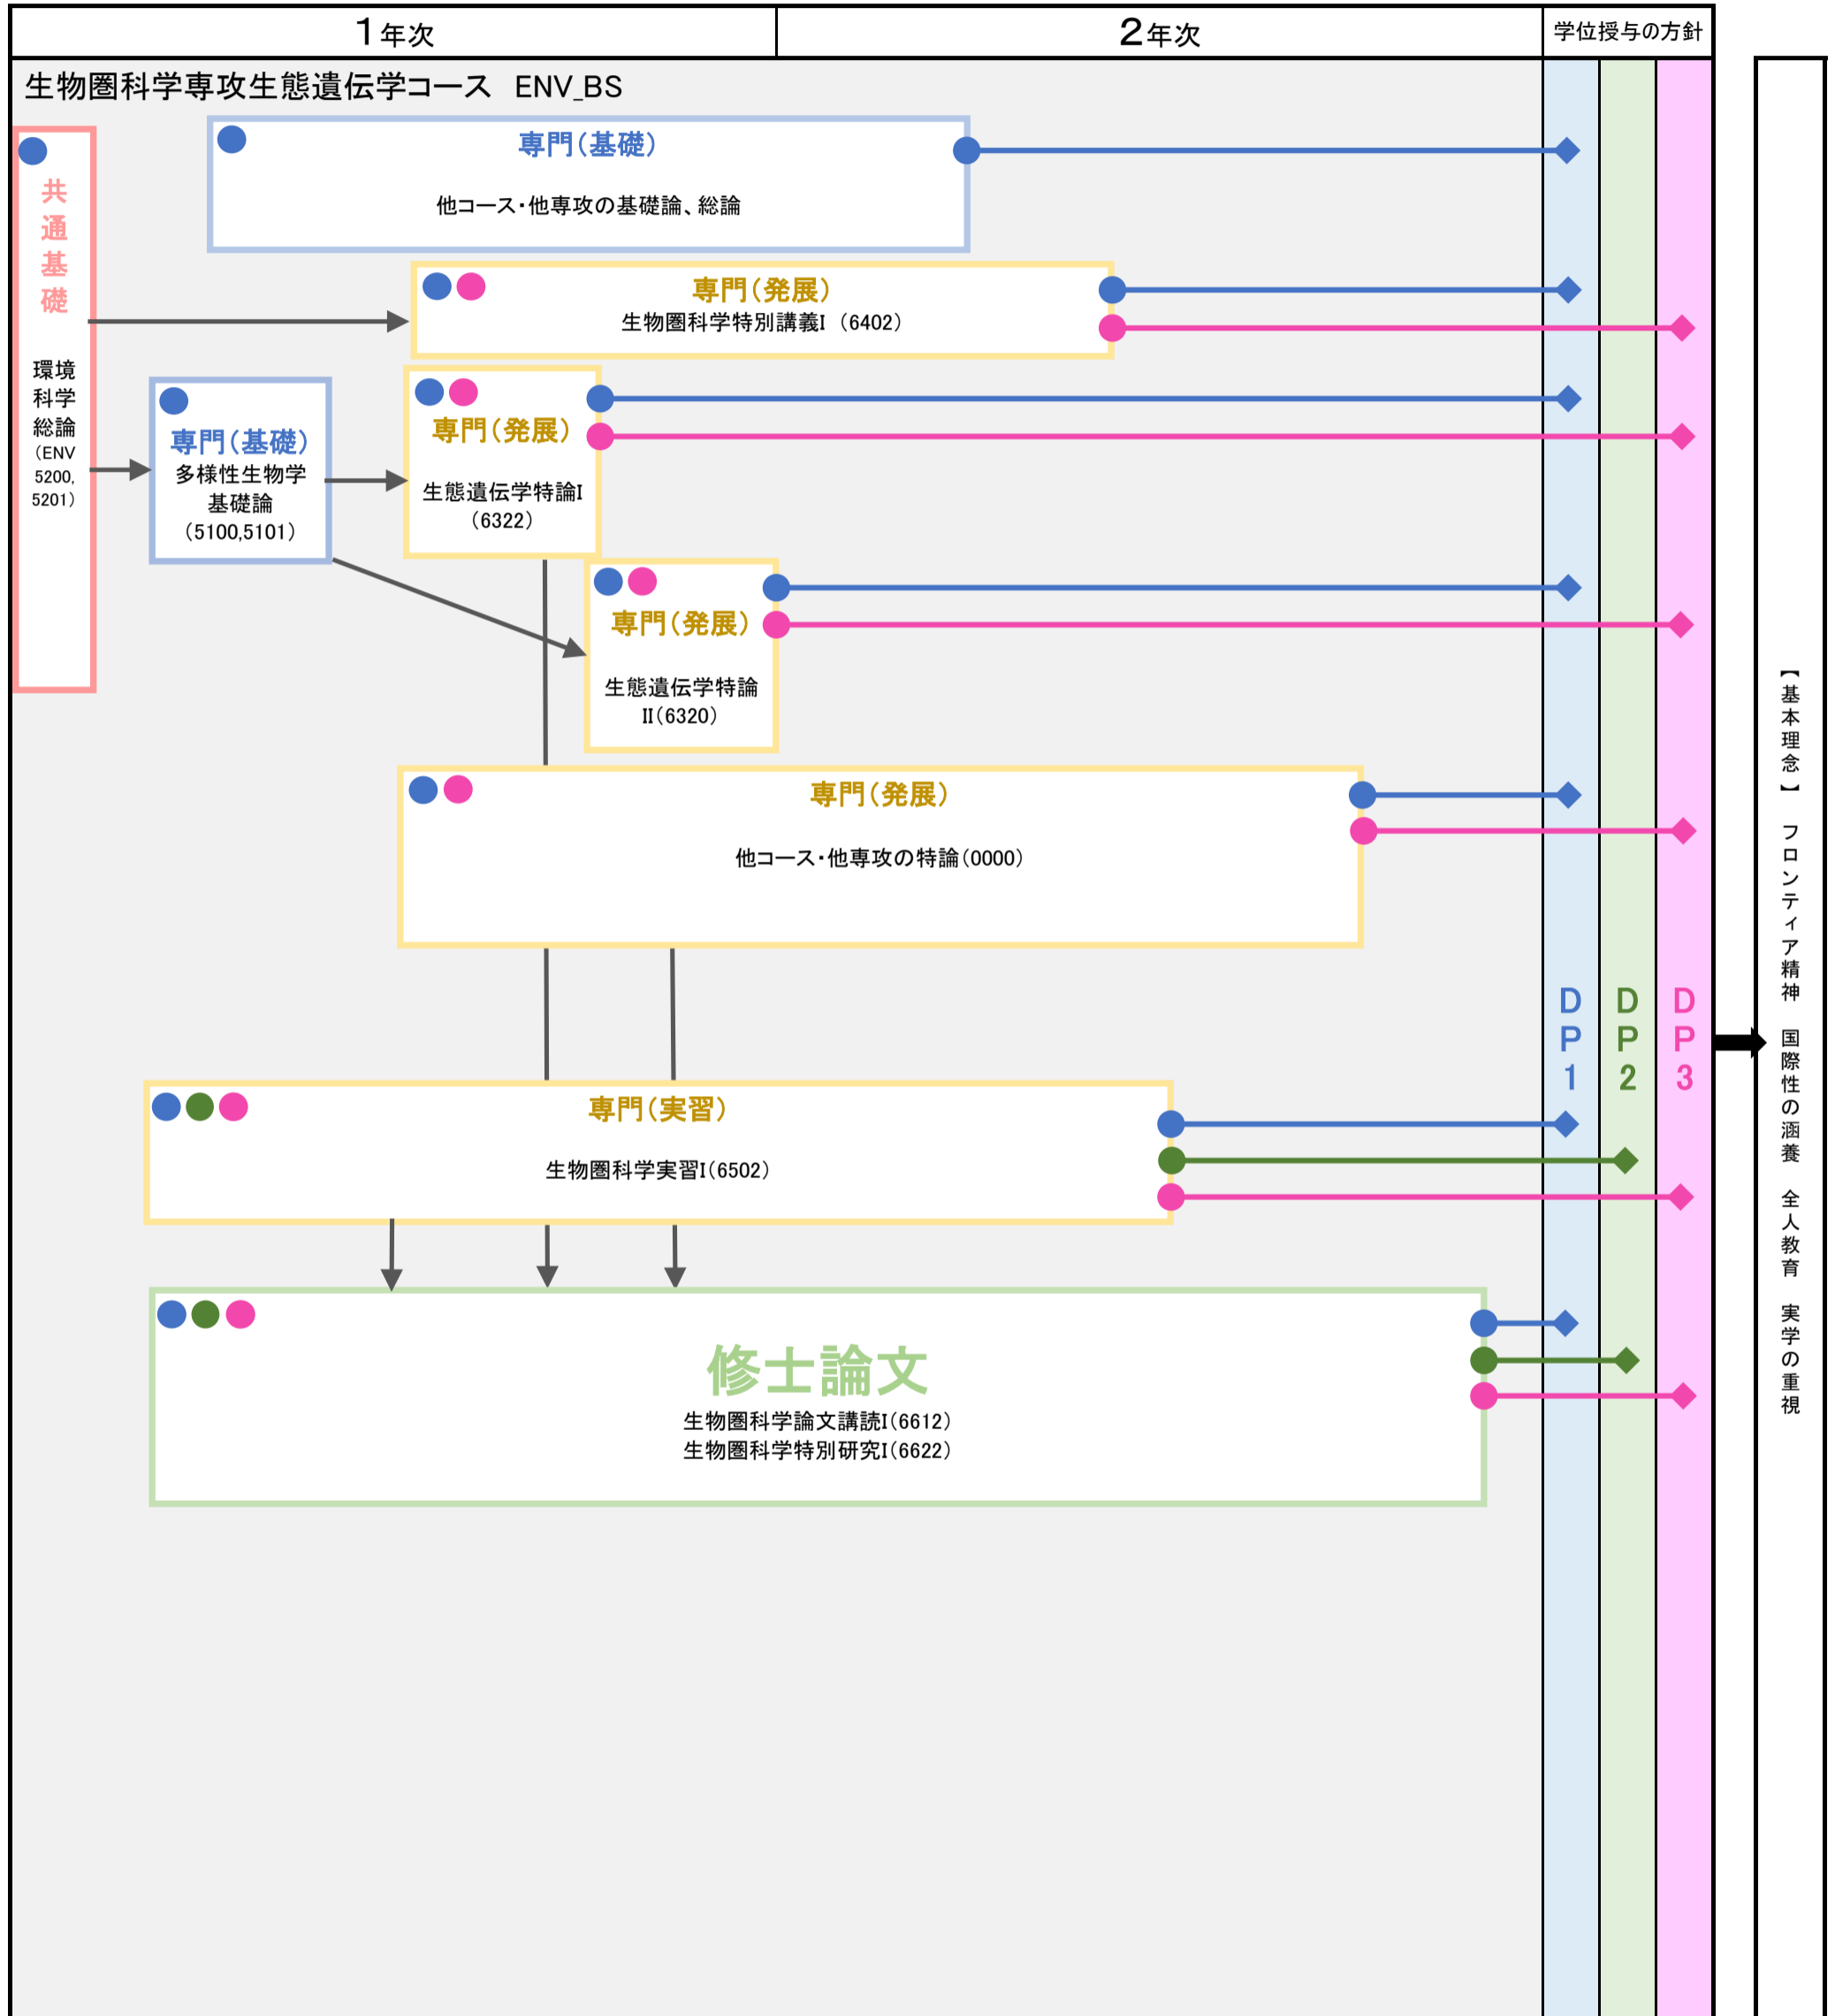 1年次
2年次
学位授与の方針
生物圏科学専攻生態遺伝学コース ENV_BS
共通基礎
環境
科学
総論
(ENV
5200,
5201)
専門(基礎)
他コース・他専攻の基礎論、総論
専門(発展)
生物圏科学特別講義I (6402)
専門(基礎)
多様性生物学
基礎論
(5100,5101)
専門(発展)
生態遺伝学特論I
(6322)
専門(発展)
生態遺伝学特論
II(6320)
専門(発展)
他コース・他専攻の特論(0000)
専門(実習)
生物圏科学実習I(6502)
修士論文
生物圏科学論文講読I(6612)
生物圏科学特別研究I(6622)
DP1
DP2
DP3
【基本理念】 フロンティア精神 国際性の涵養 全人教育 実学の重視